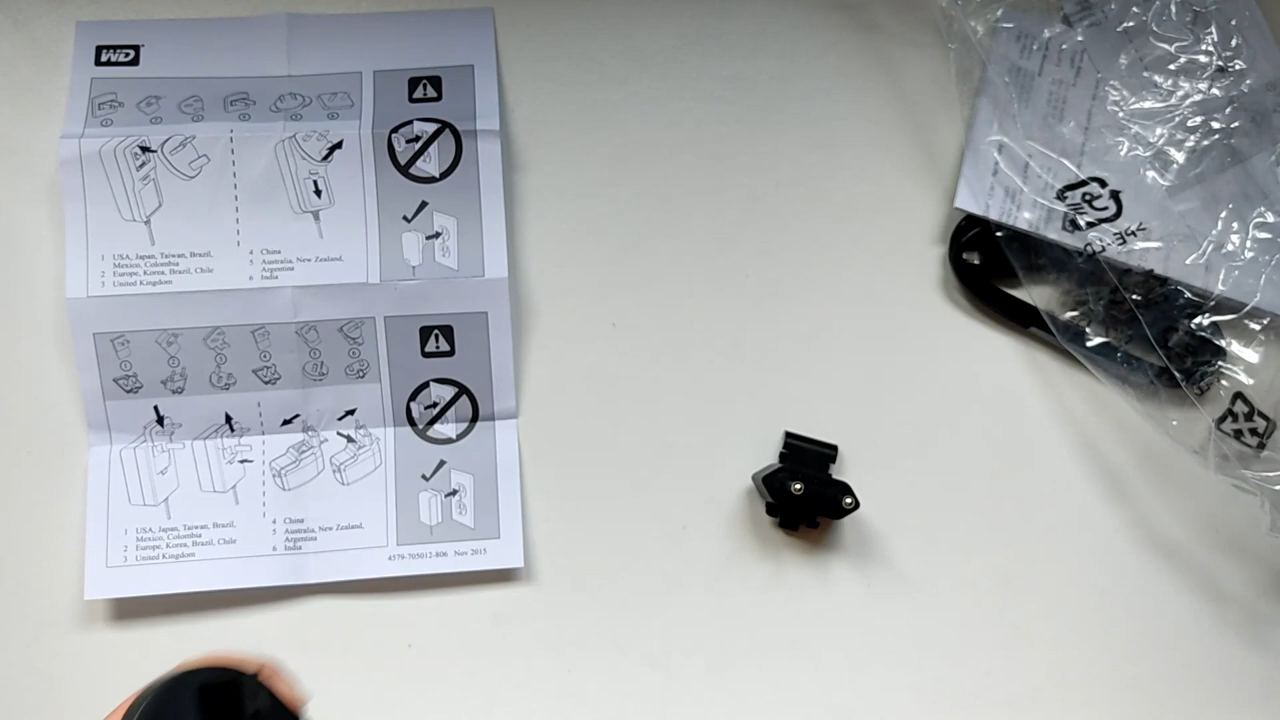 WD
1 USA, Japan, Taiwan, Brazil,
Mexico, Colombia
2 Europe, Korea, Brazil, Chile
3 United Kingdom
4 China
5 Australia, New Zealand,
Argentina
6 India
1 USA, Japan, Taiwan, Brazil,
Mexico, Colombia
2 Europe, Korea, Brazil, Chile
3 United Kingdom
4 China
5 Australia, New Zealand,
Argentina
6 India
4579-705012-806 Nov 2015